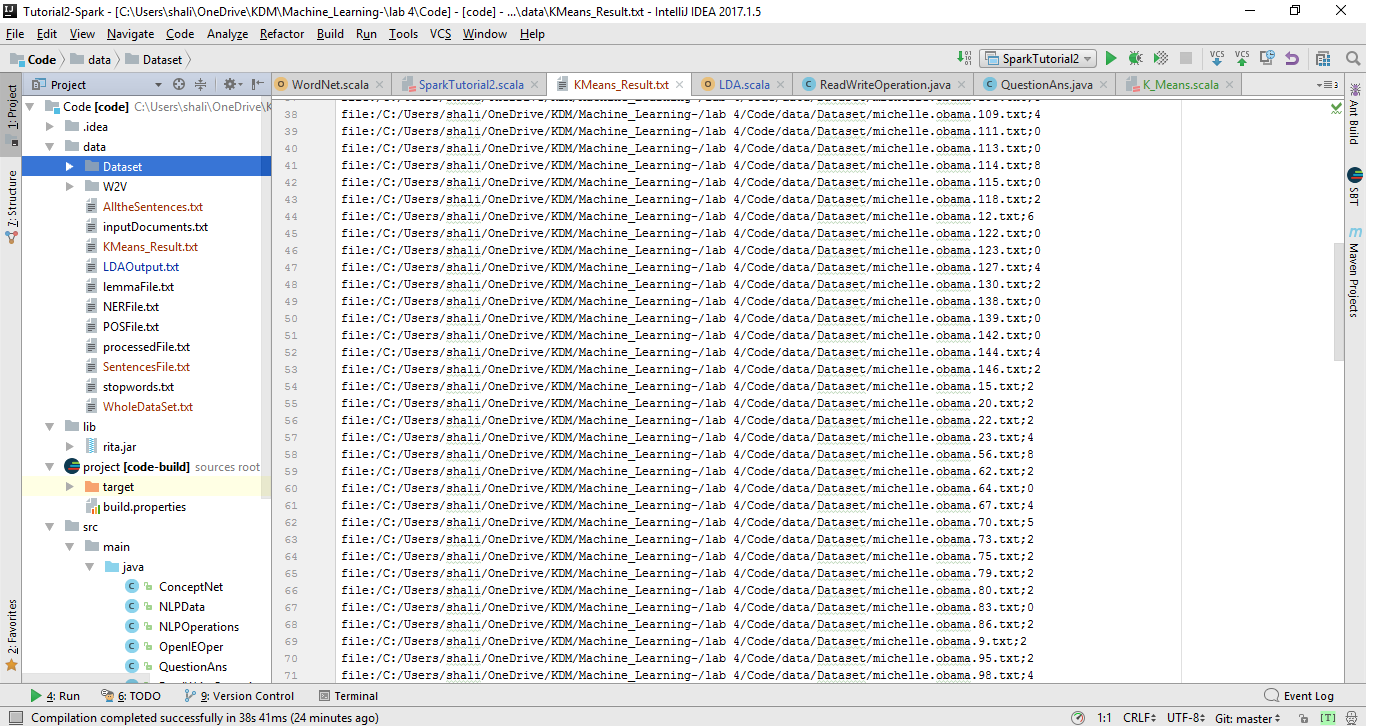 Tutorial2-Spark - [C:\Users\shali\OneDrive\KDM\Machine_Learning-\lab 4\Code] - [code] - ...\data\KMeans_Result.txt - IntelliJ IDEA 2017.1.5
File Edit View Navigate Code Analyze Refactor Build Run Tools VCS Window Help
Code data Dataset
SparkTutorial2
VCS VCS
Project
WordNet.scala SparkTutorial2.scala KMeans_Result.txt LDA.scala ReadWriteOperation.java QuestionAns.java K_Means.scala
1: Project
7: Structure
2: Favorites
Code [code] C:\Users\shali\OneDrive\K
.idea
data
Dataset
W2V
AlltheSentences.txt
inputDocuments.txt
KMeans_Result.txt
LDAOutput.txt
lemmaFile.txt
NERFile.txt
POSFile.txt
processedFile.txt
SentencesFile.txt
stopwords.txt
WholeDataSet.txt
lib
rita.jar
project [code-build] sources root
target
build.properties
src
main
java
ConceptNet
NLPData
NLPOperations
OpenIEOper
QuestionAns
38 file:/C:/Users/shali/OneDrive/KDM/Machine_Learning-/lab 4/Code/data/Dataset/michelle.obama.109.txt;4
39 file:/C:/Users/shali/OneDrive/KDM/Machine_Learning-/lab 4/Code/data/Dataset/michelle.obama.111.txt;0
40 file:/C:/Users/shali/OneDrive/KDM/Machine_Learning-/lab 4/Code/data/Dataset/michelle.obama.113.txt;0
41 file:/C:/Users/shali/OneDrive/KDM/Machine_Learning-/lab 4/Code/data/Dataset/michelle.obama.114.txt;8
42 file:/C:/Users/shali/OneDrive/KDM/Machine_Learning-/lab 4/Code/data/Dataset/michelle.obama.115.txt;0
43 file:/C:/Users/shali/OneDrive/KDM/Machine_Learning-/lab 4/Code/data/Dataset/michelle.obama.118.txt;2
44 file:/C:/Users/shali/OneDrive/KDM/Machine_Learning-/lab 4/Code/data/Dataset/michelle.obama.12.txt;6
45 file:/C:/Users/shali/OneDrive/KDM/Machine_Learning-/lab 4/Code/data/Dataset/michelle.obama.122.txt;0
46 file:/C:/Users/shali/OneDrive/KDM/Machine_Learning-/lab 4/Code/data/Dataset/michelle.obama.123.txt;0
47 file:/C:/Users/shali/OneDrive/KDM/Machine_Learning-/lab 4/Code/data/Dataset/michelle.obama.127.txt;4
48 file:/C:/Users/shali/OneDrive/KDM/Machine_Learning-/lab 4/Code/data/Dataset/michelle.obama.130.txt;2
49 file:/C:/Users/shali/OneDrive/KDM/Machine_Learning-/lab 4/Code/data/Dataset/michelle.obama.138.txt;0
50 file:/C:/Users/shali/OneDrive/KDM/Machine_Learning-/lab 4/Code/data/Dataset/michelle.obama.139.txt;0
51 file:/C:/Users/shali/OneDrive/KDM/Machine_Learning-/lab 4/Code/data/Dataset/michelle.obama.142.txt;0
52 file:/C:/Users/shali/OneDrive/KDM/Machine_Learning-/lab 4/Code/data/Dataset/michelle.obama.144.txt;4
53 file:/C:/Users/shali/OneDrive/KDM/Machine_Learning-/lab 4/Code/data/Dataset/michelle.obama.146.txt;2
54 file:/C:/Users/shali/OneDrive/KDM/Machine_Learning-/lab 4/Code/data/Dataset/michelle.obama.15.txt;2
55 file:/C:/Users/shali/OneDrive/KDM/Machine_Learning-/lab 4/Code/data/Dataset/michelle.obama.20.txt;2
56 file:/C:/Users/shali/OneDrive/KDM/Machine_Learning-/lab 4/Code/data/Dataset/michelle.obama.22.txt;2
57 file:/C:/Users/shali/OneDrive/KDM/Machine_Learning-/lab 4/Code/data/Dataset/michelle.obama.23.txt;4
58 file:/C:/Users/shali/OneDrive/KDM/Machine_Learning-/lab 4/Code/data/Dataset/michelle.obama.56.txt;8
59 file:/C:/Users/shali/OneDrive/KDM/Machine_Learning-/lab 4/Code/data/Dataset/michelle.obama.62.txt;2
60 file:/C:/Users/shali/OneDrive/KDM/Machine_Learning-/lab 4/Code/data/Dataset/michelle.obama.64.txt;0
61 file:/C:/Users/shali/OneDrive/KDM/Machine_Learning-/lab 4/Code/data/Dataset/michelle.obama.67.txt;4
62 file:/C:/Users/shali/OneDrive/KDM/Machine_Learning-/lab 4/Code/data/Dataset/michelle.obama.70.txt;5
63 file:/C:/Users/shali/OneDrive/KDM/Machine_Learning-/lab 4/Code/data/Dataset/michelle.obama.73.txt;2
64 file:/C:/Users/shali/OneDrive/KDM/Machine_Learning-/lab 4/Code/data/Dataset/michelle.obama.75.txt;2
65 file:/C:/Users/shali/OneDrive/KDM/Machine_Learning-/lab 4/Code/data/Dataset/michelle.obama.79.txt;2
66 file:/C:/Users/shali/OneDrive/KDM/Machine_Learning-/lab 4/Code/data/Dataset/michelle.obama.80.txt;2
67 file:/C:/Users/shali/OneDrive/KDM/Machine_Learning-/lab 4/Code/data/Dataset/michelle.obama.83.txt;0
68 file:/C:/Users/shali/OneDrive/KDM/Machine_Learning-/lab 4/Code/data/Dataset/michelle.obama.86.txt;2
69 file:/C:/Users/shali/OneDrive/KDM/Machine_Learning-/lab 4/Code/data/Dataset/michelle.obama.9.txt;2
70 file:/C:/Users/shali/OneDrive/KDM/Machine_Learning-/lab 4/Code/data/Dataset/michelle.obama.95.txt;2
71 file:/C:/Users/shali/OneDrive/KDM/Machine_Learning-/lab 4/Code/data/Dataset/michelle.obama.98.txt;4
Ant Build
SBT
Maven Projects
4: Run 6: TODO 9: Version Control Terminal Event Log
Compilation completed successfully in 38s 41ms (24 minutes ago) 1:1 CRLF UTF-8 Git: master [T]